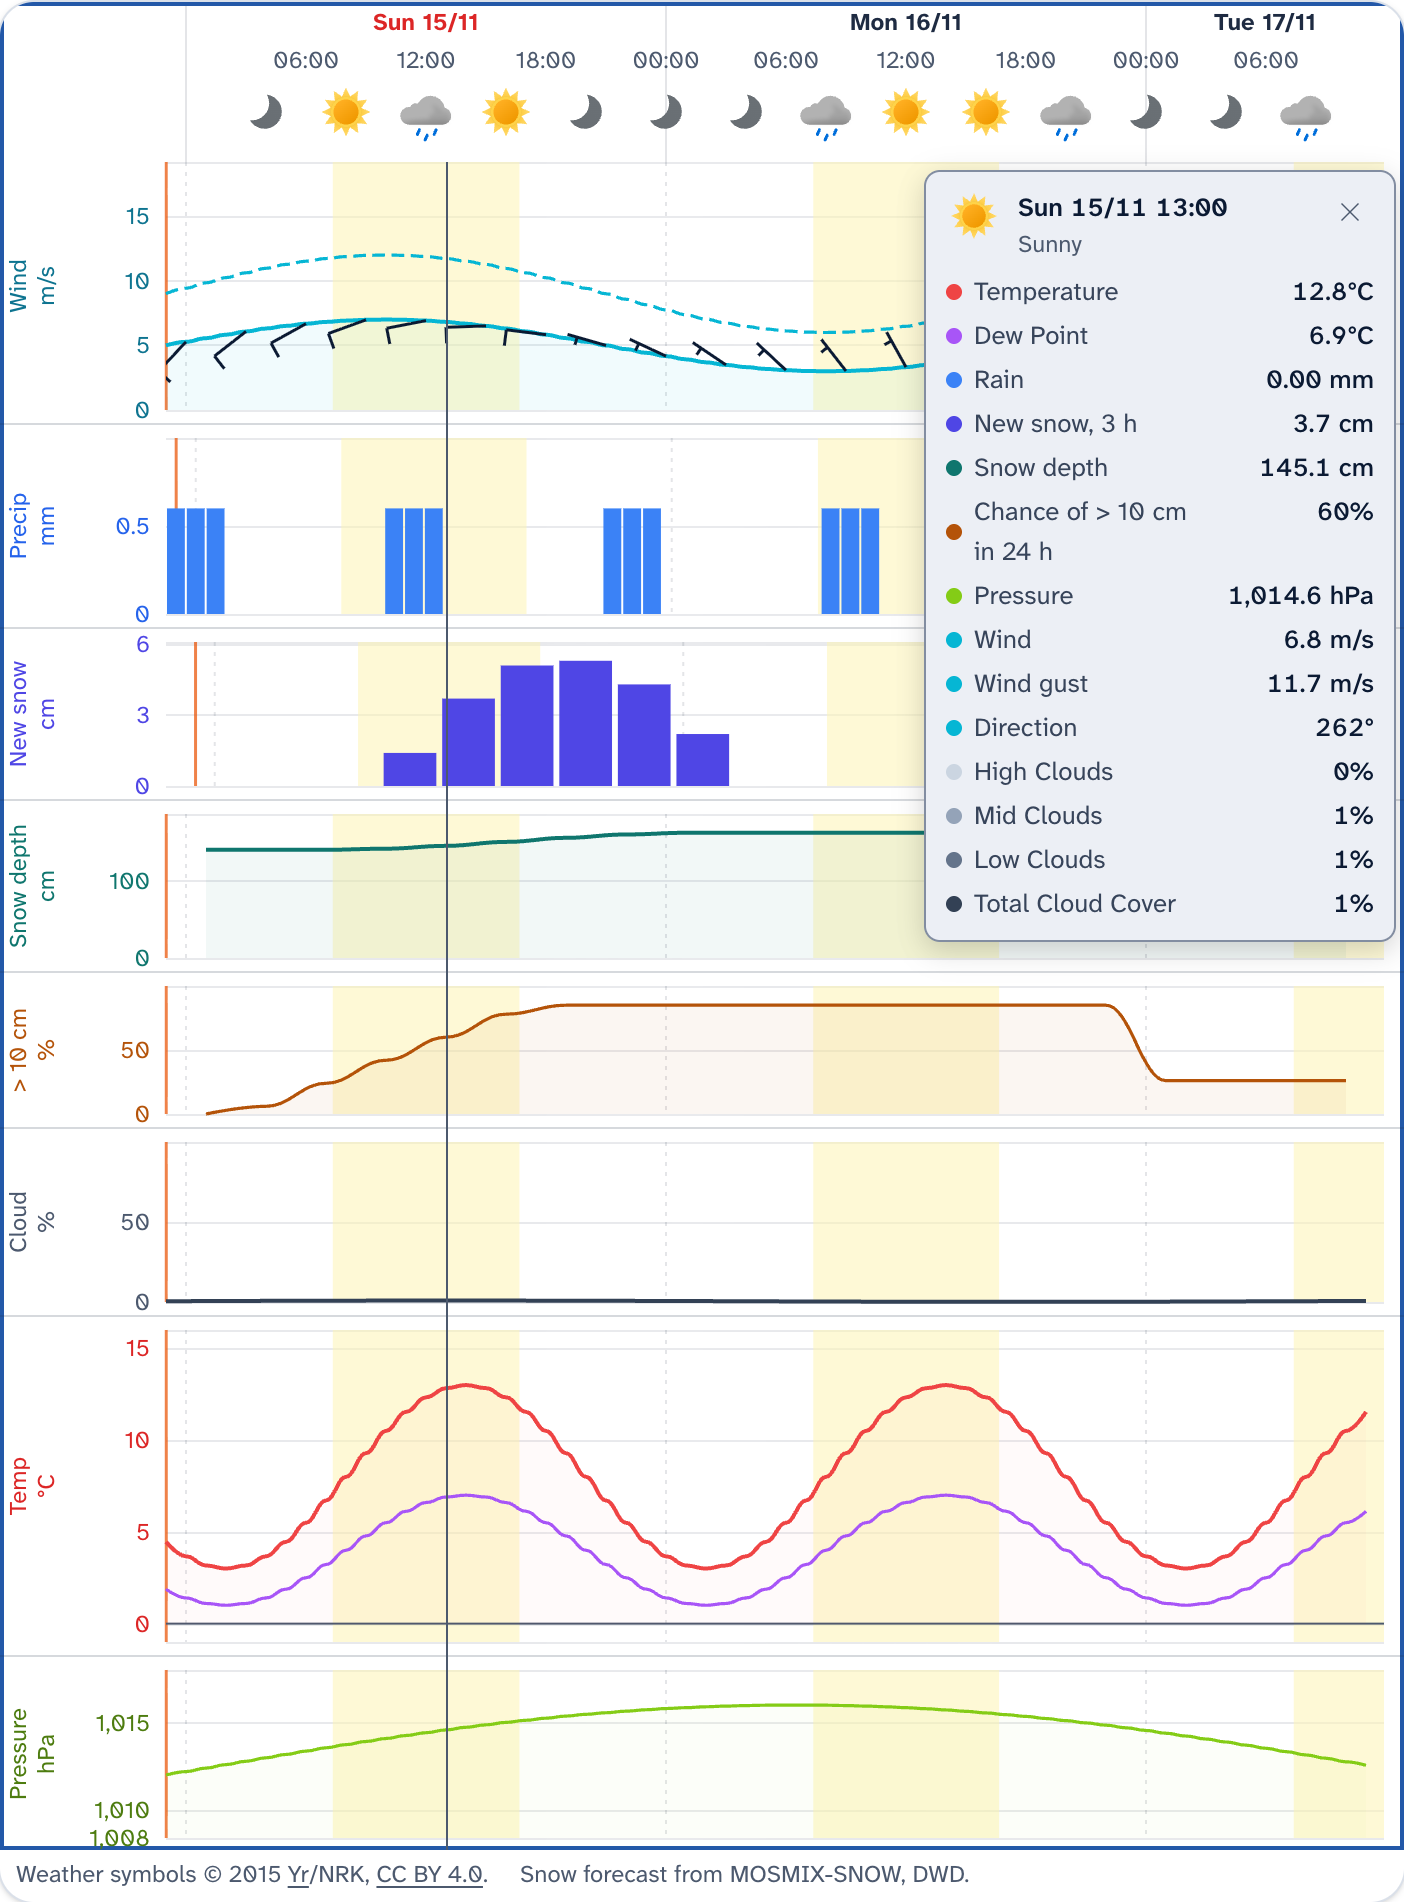 Sun 15/11 Mon 16/11 Tue 17/11
06:00 12:00 18:00 00:00 06:00 12:00 18:00 00:00 06:00
Wind
m/s
15
10
5
0
Precip
mm
0.5
0
New snow
cm
6
3
0
Snow depth
cm
100
0
> 10 cm
%
50
0
Cloud
%
50
0
Temp
°C
15
10
5
0
Pressure
hPa
1,015
1,010
1,008
Sun 15/11 13:00
Sunny
Temperature 12.8°C
Dew Point 6.9°C
Rain 0.00 mm
New snow, 3 h 3.7 cm
Snow depth 145.1 cm
Chance of > 10 cm 60%
in 24 h
Pressure 1,014.6 hPa
Wind 6.8 m/s
Wind gust 11.7 m/s
Direction 262°
High Clouds 0%
Mid Clouds 1%
Low Clouds 1%
Total Cloud Cover 1%
Weather symbols © 2015 Yr/NRK, CC BY 4.0. Snow forecast from MOSMIX-SNOW, DWD.